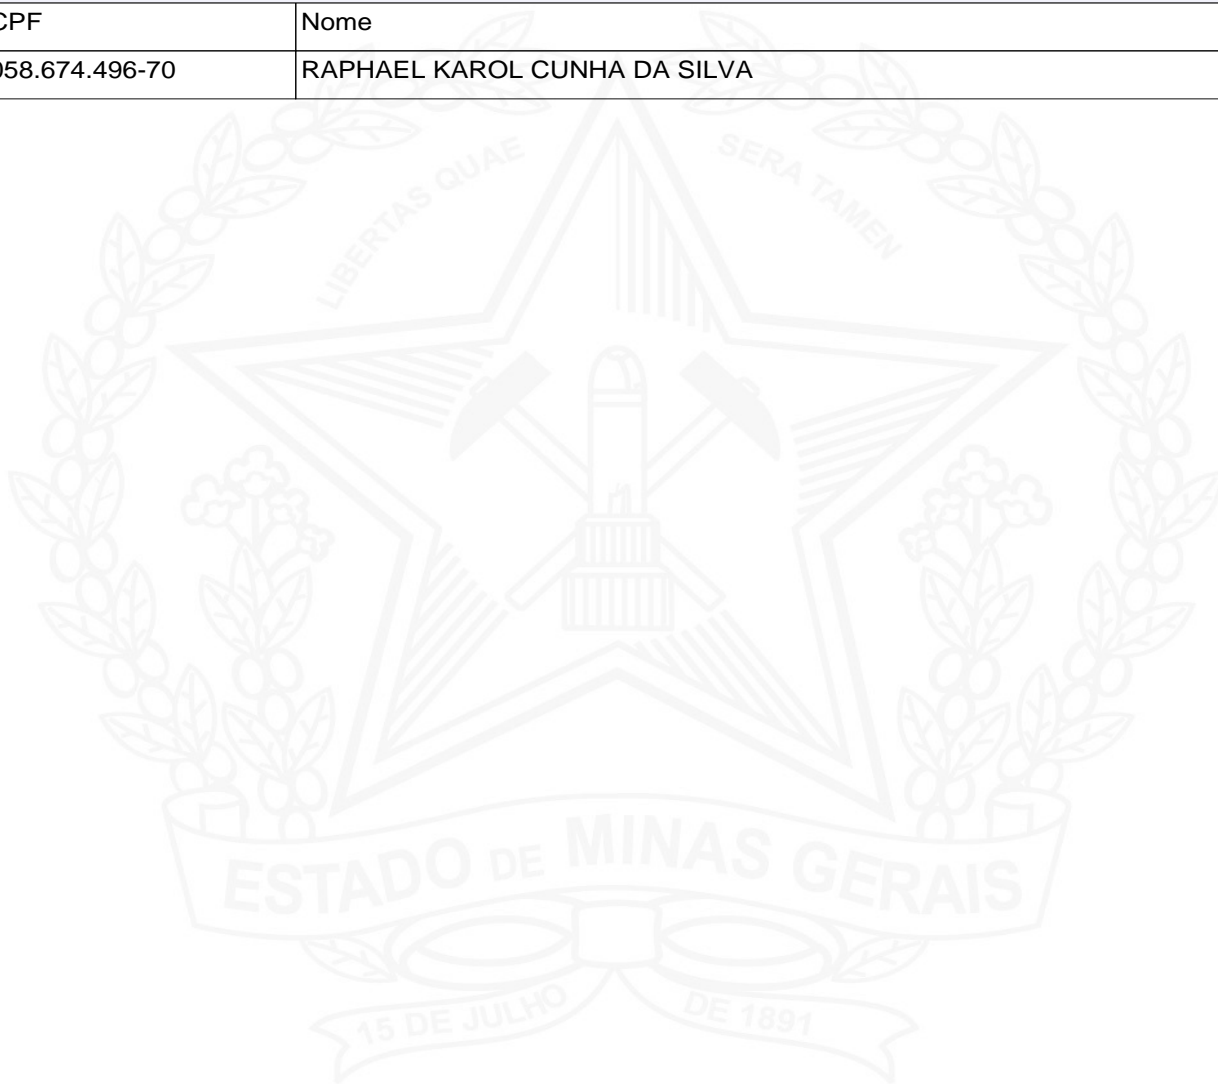 CPF Nome
058.674.496-70 RAPHAEL KAROL CUNHA DA SILVA
LIBERTAS QUAE SERA TAMEN
ESTADO DE MINAS GERAIS
15 DE JULHO DE 1891